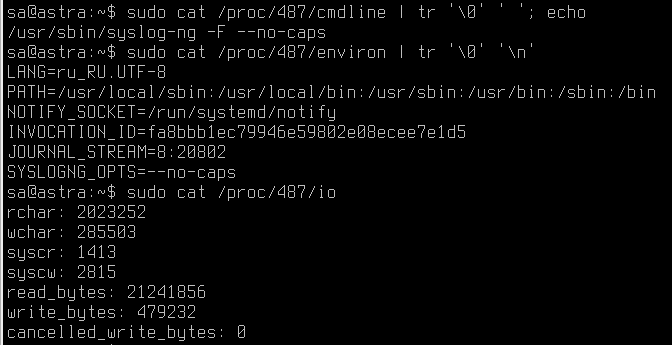 sa@astra:~$ sudo cat /proc/487/cmdline | tr '\0' ' '; echo
/usr/sbin/syslog-ng -F --no-caps
sa@astra:~$ sudo cat /proc/487/environ | tr '\0' '\n'
LANG=ru_RU.UTF-8
PATH=/usr/local/sbin:/usr/local/bin:/usr/sbin:/usr/bin:/sbin:/bin
NOTIFY_SOCKET=/run/systemd/notify
INVOCATION_ID=fa8bbb1ec79946e59802e08ecee7e1d5
JOURNAL_STREAM=8:20802
SYSLOGNG_OPTS=--no-caps
sa@astra:~$ sudo cat /proc/487/io
rchar: 2023252
wchar: 285503
syscr: 1413
syscw: 2815
read_bytes: 21241856
write_bytes: 479232
cancelled_write_bytes: 0